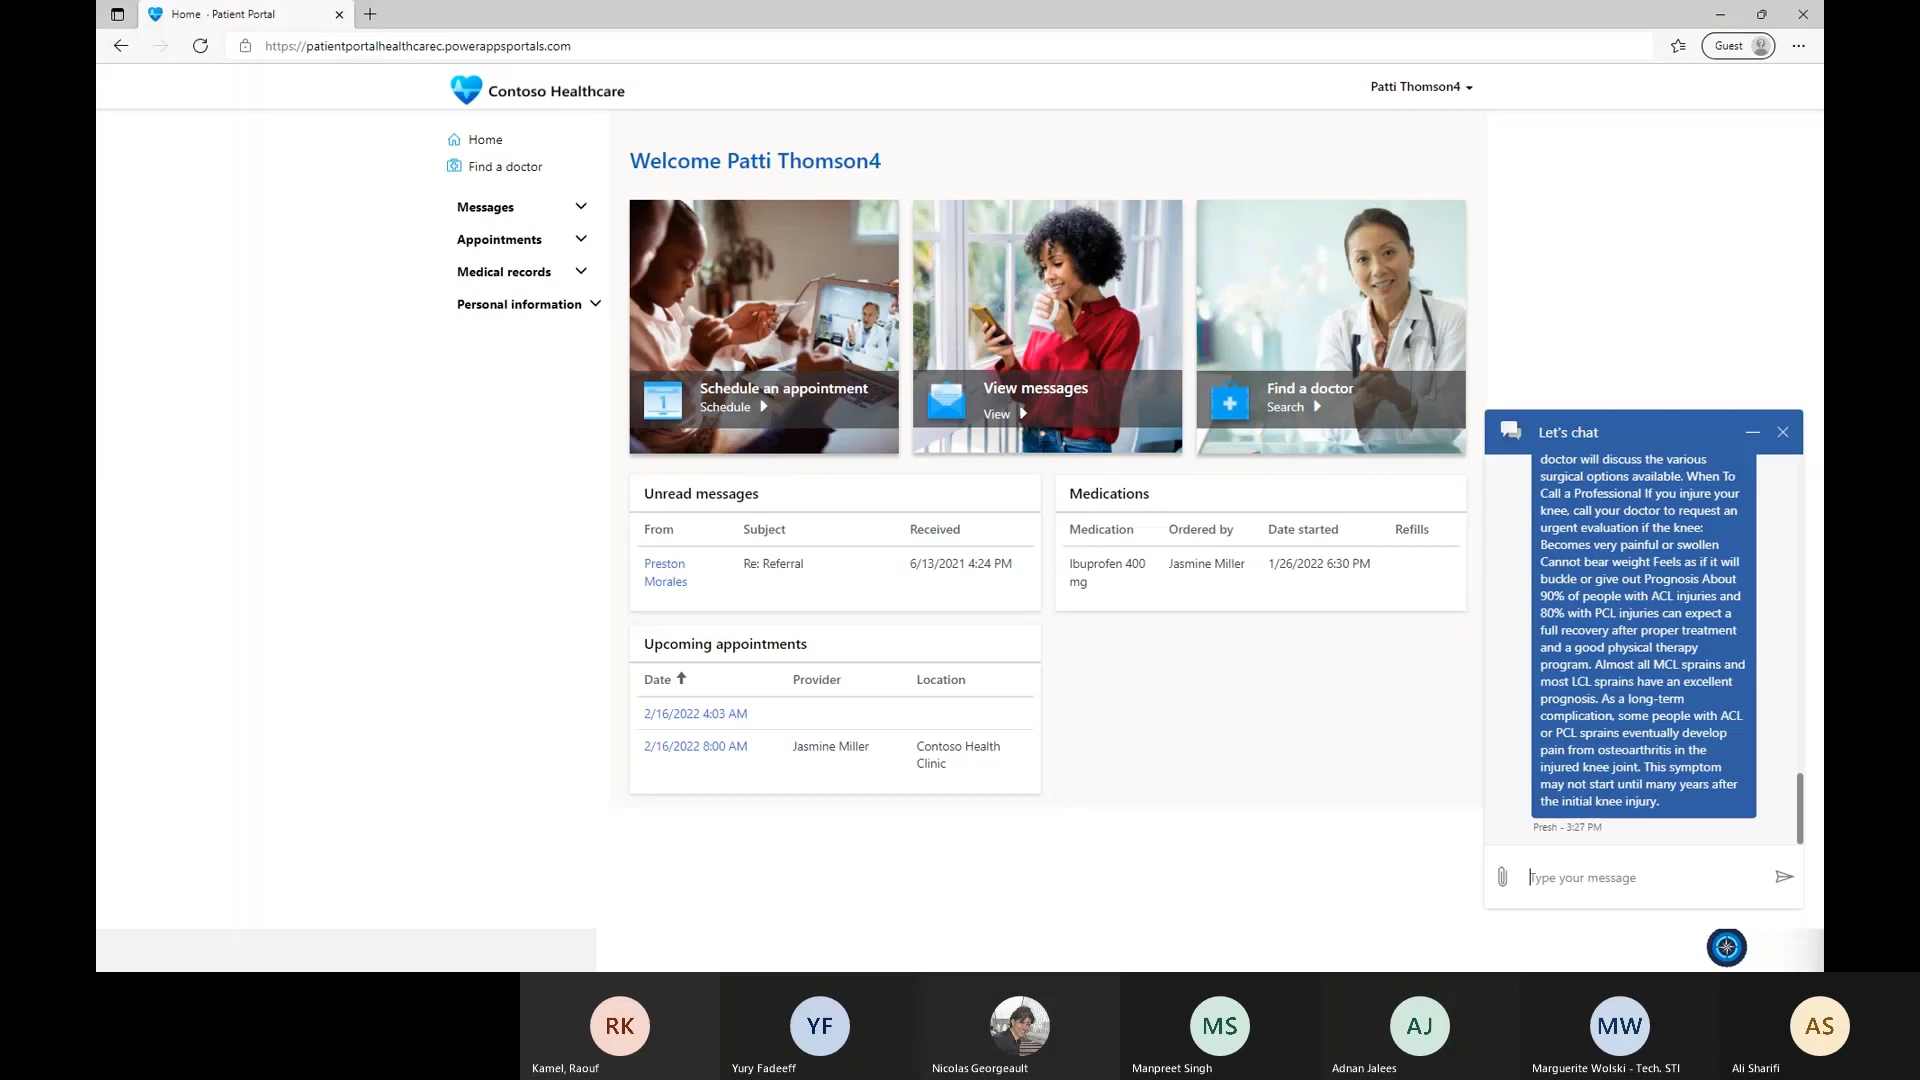 Home - Patient Portal
https://patientportalhealthcarec.powerappsportals.com
Guest
Contoso Healthcare
Patti Thomson4
Home
Find a doctor
Messages
Appointments
Medical records
Personal information
Welcome Patti Thomson4
1
Schedule an appointment
Schedule
View messages
View
Find a doctor
Search
Unread messages
From Subject Received
Preston Re: Referral 6/13/2021 4:24 PM
Morales
Medications
Medication Ordered by Date started Refills
Ibuprofen 400 Jasmine Miller 1/26/2022 6:30 PM
mg
Upcoming appointments
Date Provider Location
2/16/2022 4:03 AM
2/16/2022 8:00 AM Jasmine Miller Contoso Health
Clinic
Let's chat
doctor will discuss the various
surgical options available. When To
Call a Professional If you injure your
knee, call your doctor to request an
urgent evaluation if the knee:
Becomes very painful or swollen
Cannot bear weight Feels as if it will
buckle or give out Prognosis About
90% of people with ACL injuries and
80% with PCL injuries can expect a
full recovery after proper treatment
and a good physical therapy
program. Almost all MCL sprains and
most LCL sprains have an excellent
prognosis. As a long-term
complication, some people with ACL
or PCL sprains eventually develop
pain from osteoarthritis in the
injured knee joint. This symptom
may not start until many years after
the initial knee injury.
Presh - 3:27 PM
Type your message
RK
YF
MS
AJ
MW
AS
Kamel, Raouf
Yury Fadeeff
Nicolas Georgeault
Manpreet Singh
Adnan Jalees
Marguerite Wolski - Tech. STI
Ali Sharifi